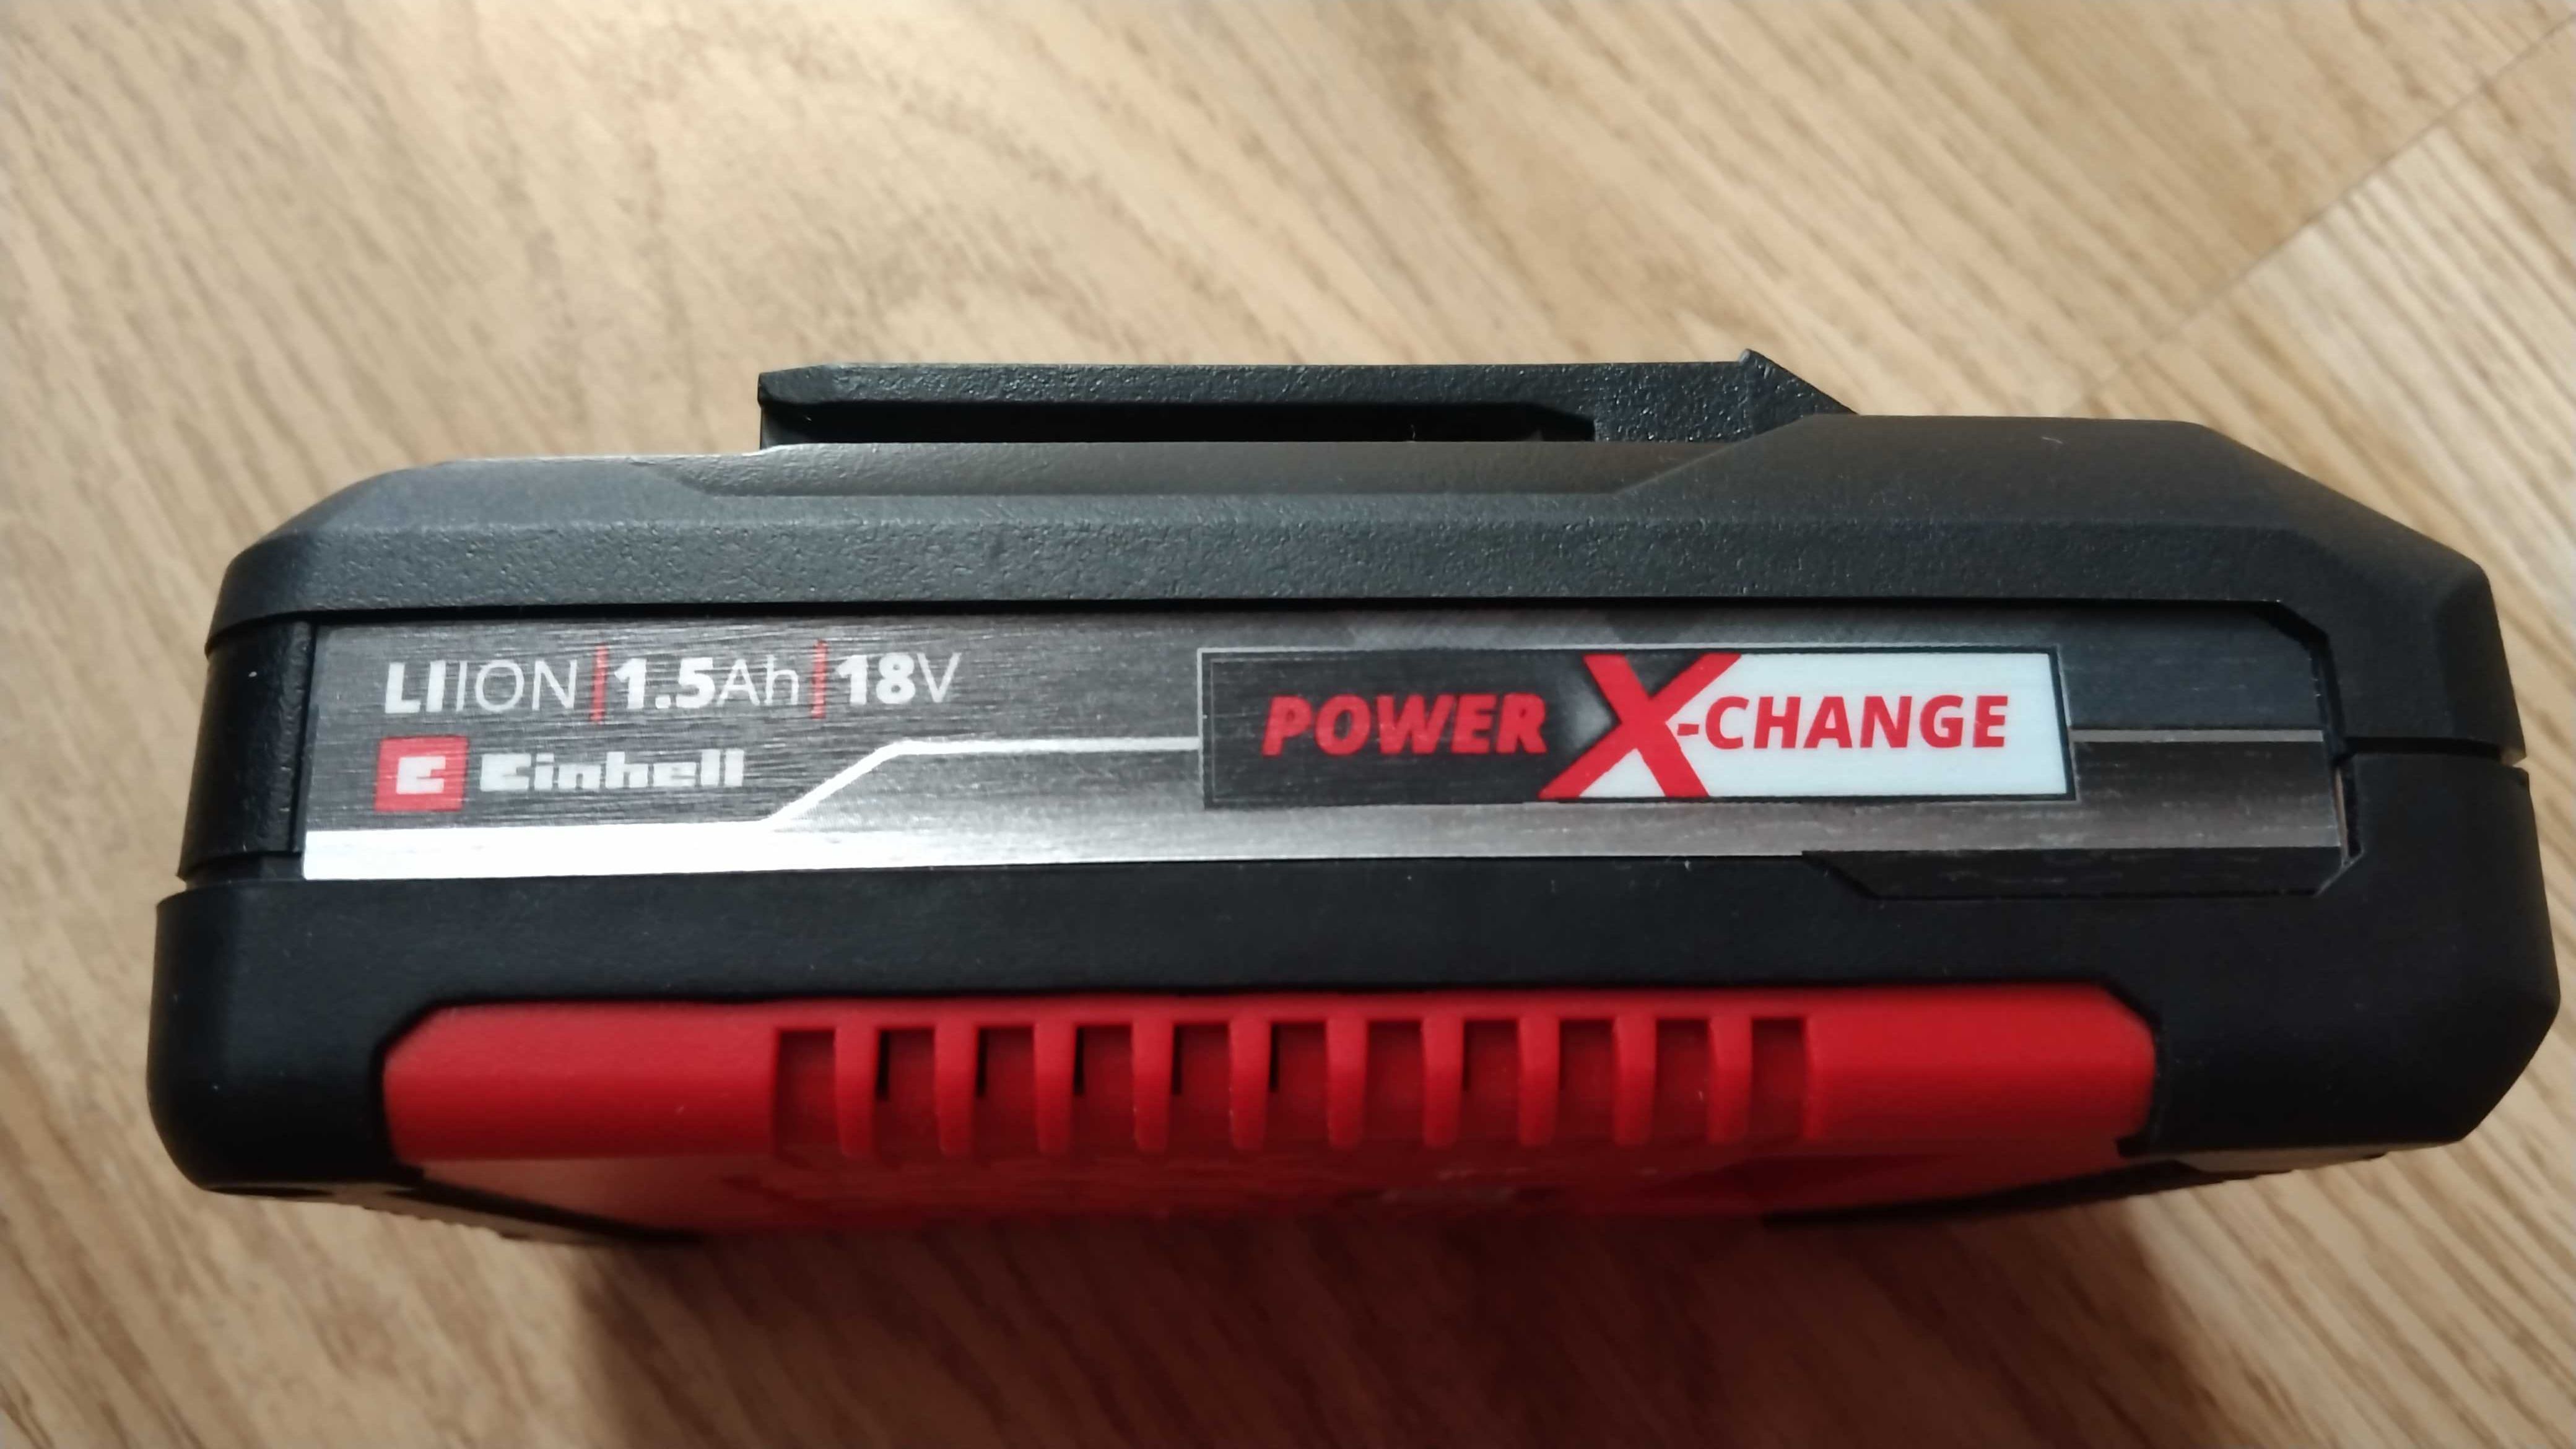 LIION|1.5Ah|18V
E Einhell
POWER X-CHANGE